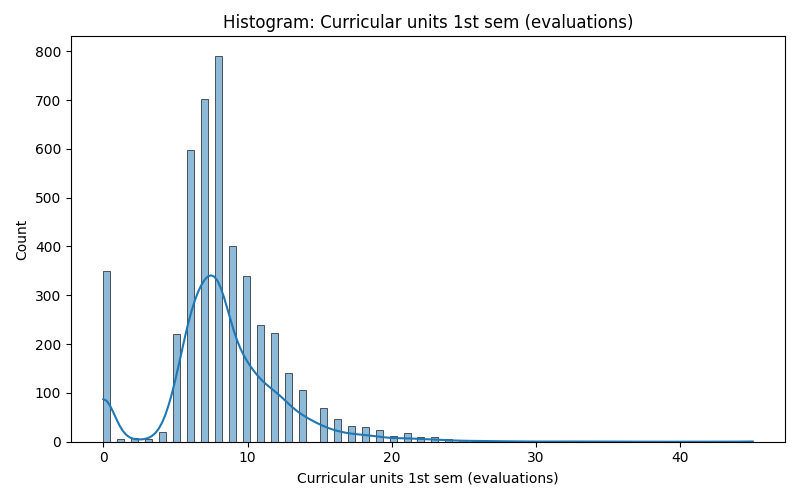 Histogram: Curricular units 1st sem (evaluations)
800
700
600
500
400
300
200
100
0
Count
0 10 20 30 40
Curricular units 1st sem (evaluations)